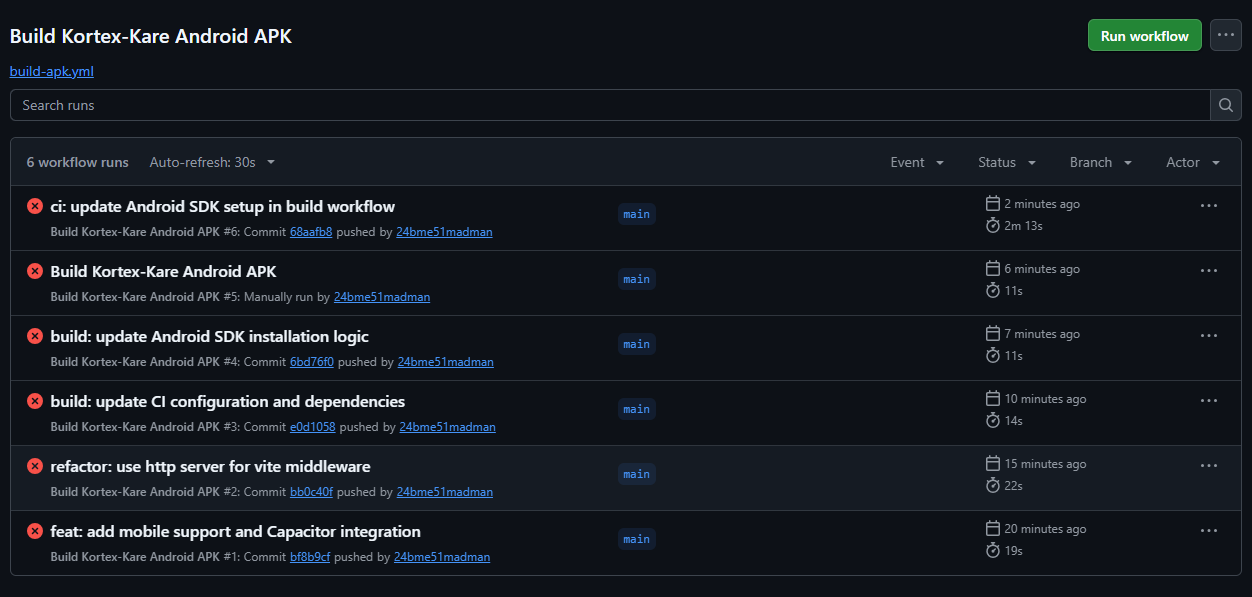 Build Kortex-Kare Android APK
Run workflow
build-apk.yml
Search runs
6 workflow runs Auto-refresh: 30s Event Status Branch Actor
ci: update Android SDK setup in build workflow
main
2 minutes ago
Build Kortex-Kare Android APK #6: Commit 68aafb8 pushed by 24bme51madman
2m 13s
Build Kortex-Kare Android APK
main
6 minutes ago
Build Kortex-Kare Android APK #5: Manually run by 24bme51madman
11s
build: update Android SDK installation logic
main
7 minutes ago
Build Kortex-Kare Android APK #4: Commit 6bd76f0 pushed by 24bme51madman
11s
build: update CI configuration and dependencies
main
10 minutes ago
Build Kortex-Kare Android APK #3: Commit e0d1058 pushed by 24bme51madman
14s
refactor: use http server for vite middleware
main
15 minutes ago
Build Kortex-Kare Android APK #2: Commit bb0c40f pushed by 24bme51madman
22s
feat: add mobile support and Capacitor integration
main
20 minutes ago
Build Kortex-Kare Android APK #1: Commit bf8b9cf pushed by 24bme51madman
19s